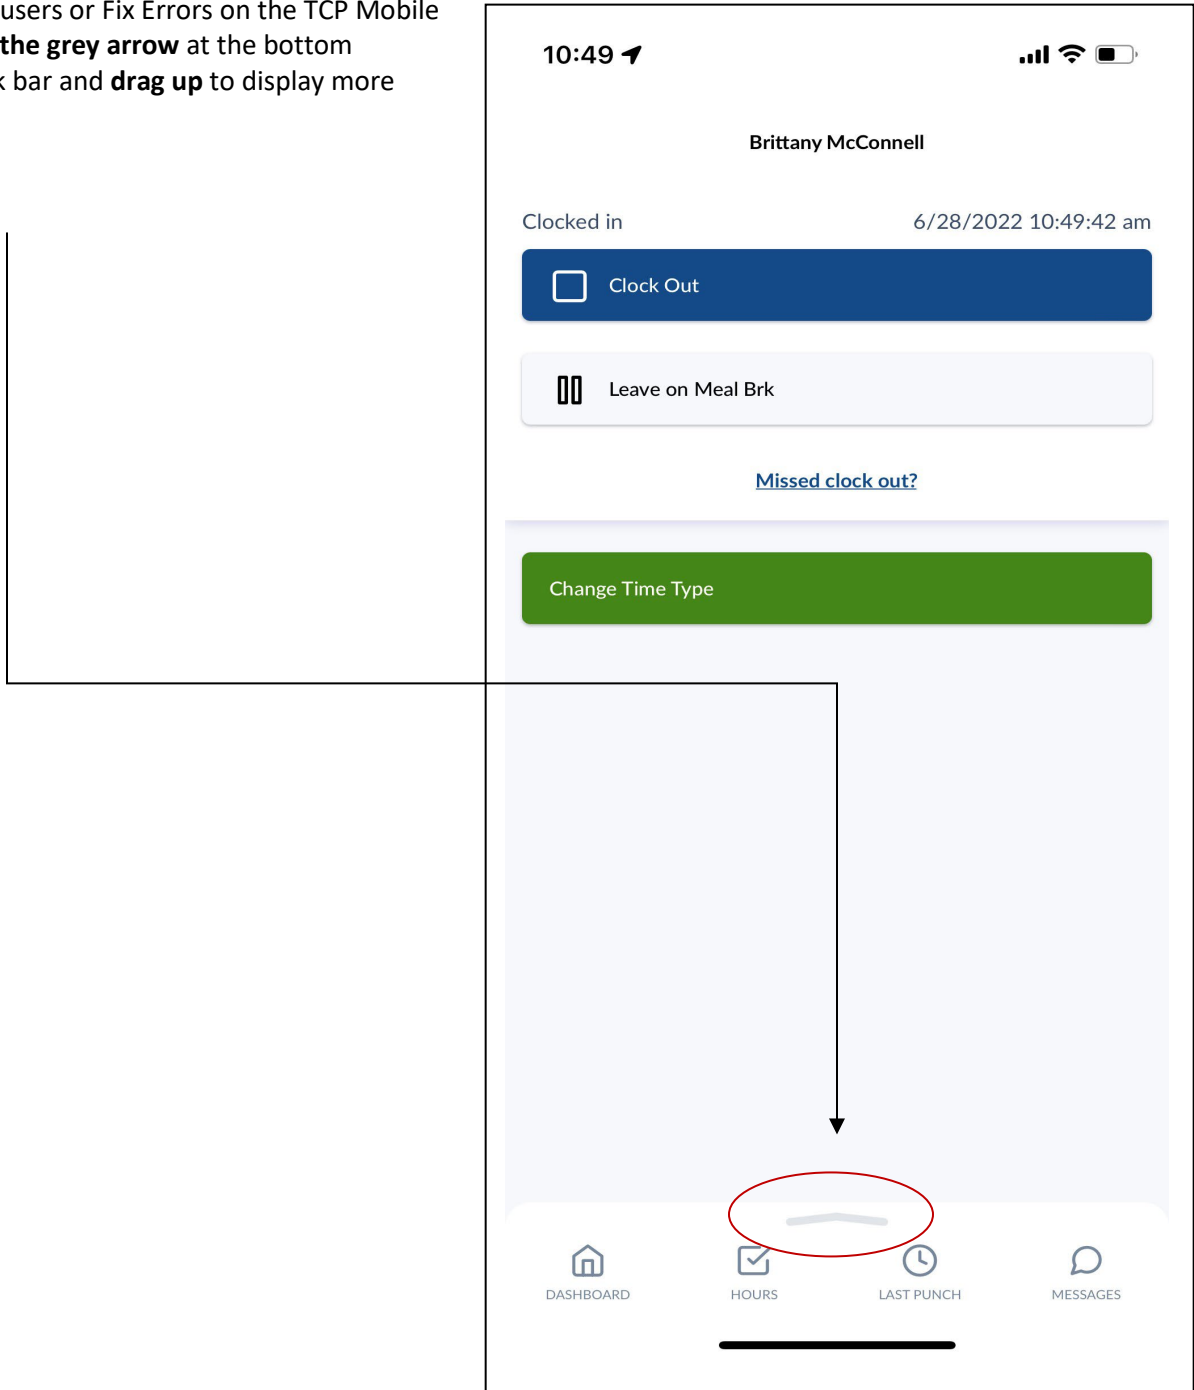 users or Fix Errors on the TCP Mobile
the grey arrow at the bottom
bar and drag up to display more
10:49
Brittany McConnell
Clocked in 6/28/2022 10:49:42 am
Clock Out
Leave on Meal Brk
Missed clock out?
Change Time Type
DASHBOARD HOURS LAST PUNCH MESSAGES